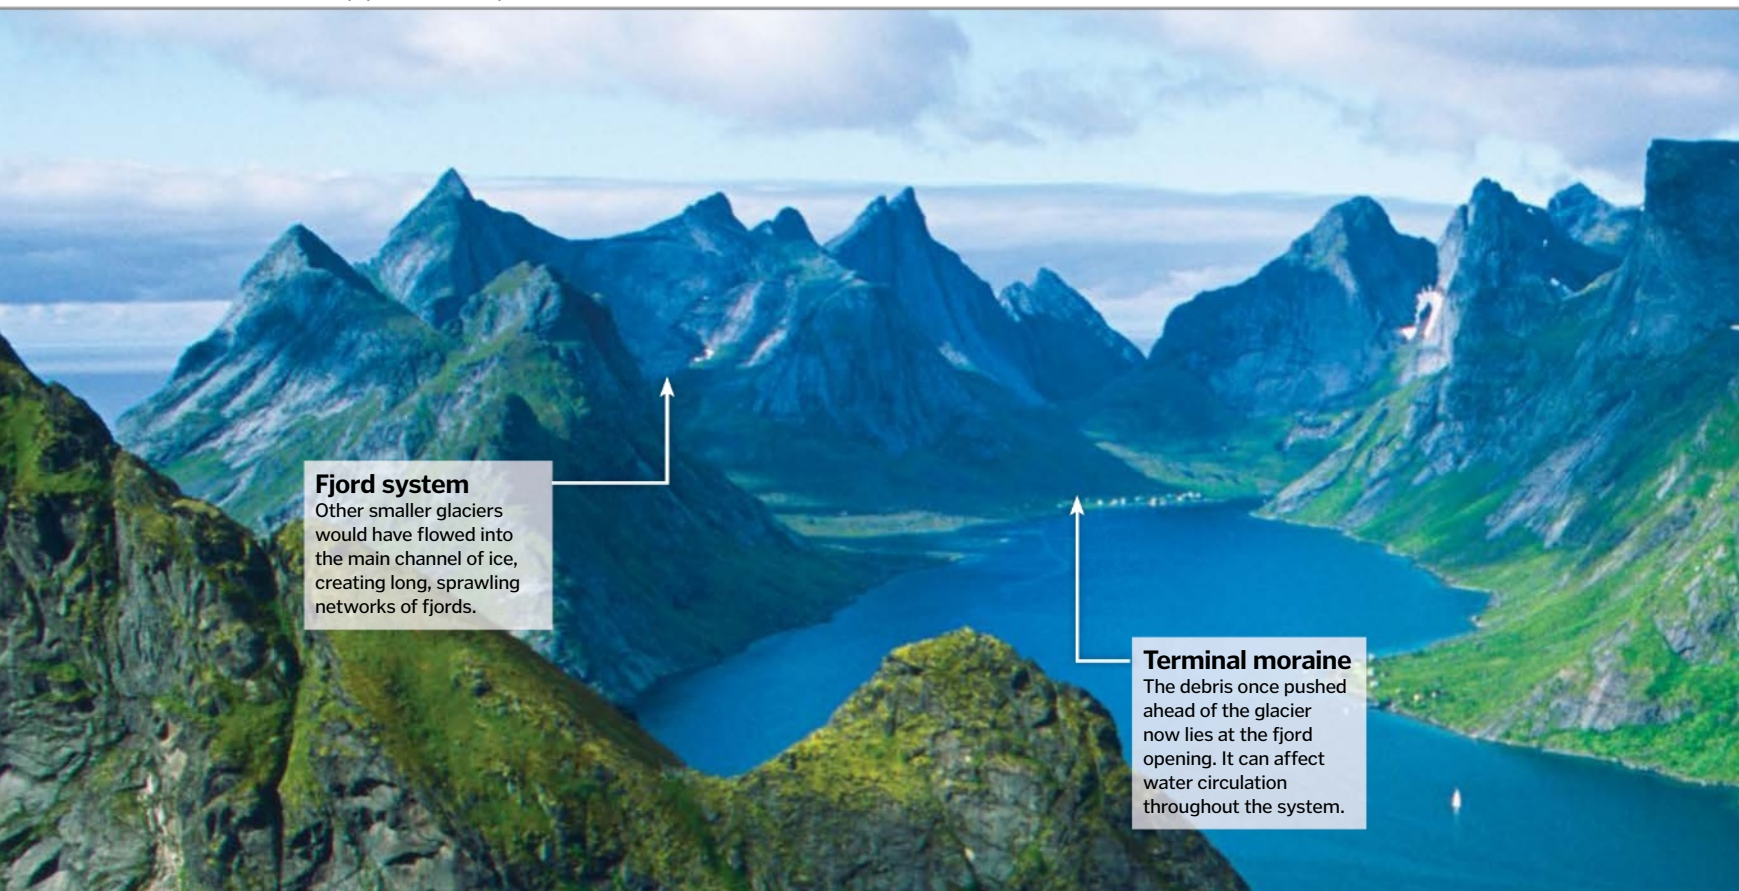 Fjord system
Other smaller glaciers
would have flowed into
the main channel of ice,
creating long, sprawling
networks of fjords.
Terminal moraine
The debris once pushed
ahead of the glacier
now lies at the fjord
opening. It can affect
water circulation
throughout the system.